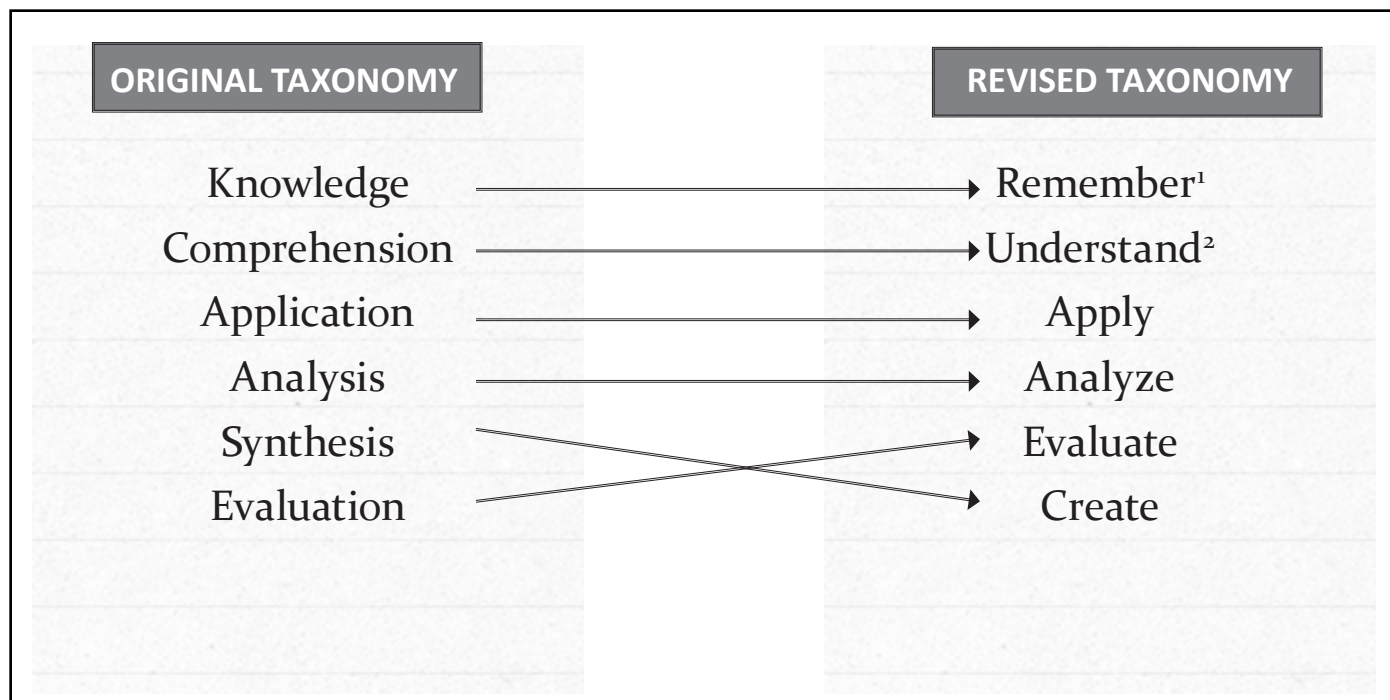 ORIGINAL TAXONOMY
Knowledge
Comprehension
Application
Analysis
Synthesis
Evaluation
REVISED TAXONOMY
Remember¹
Understand²
Apply
Analyze
Evaluate
Create